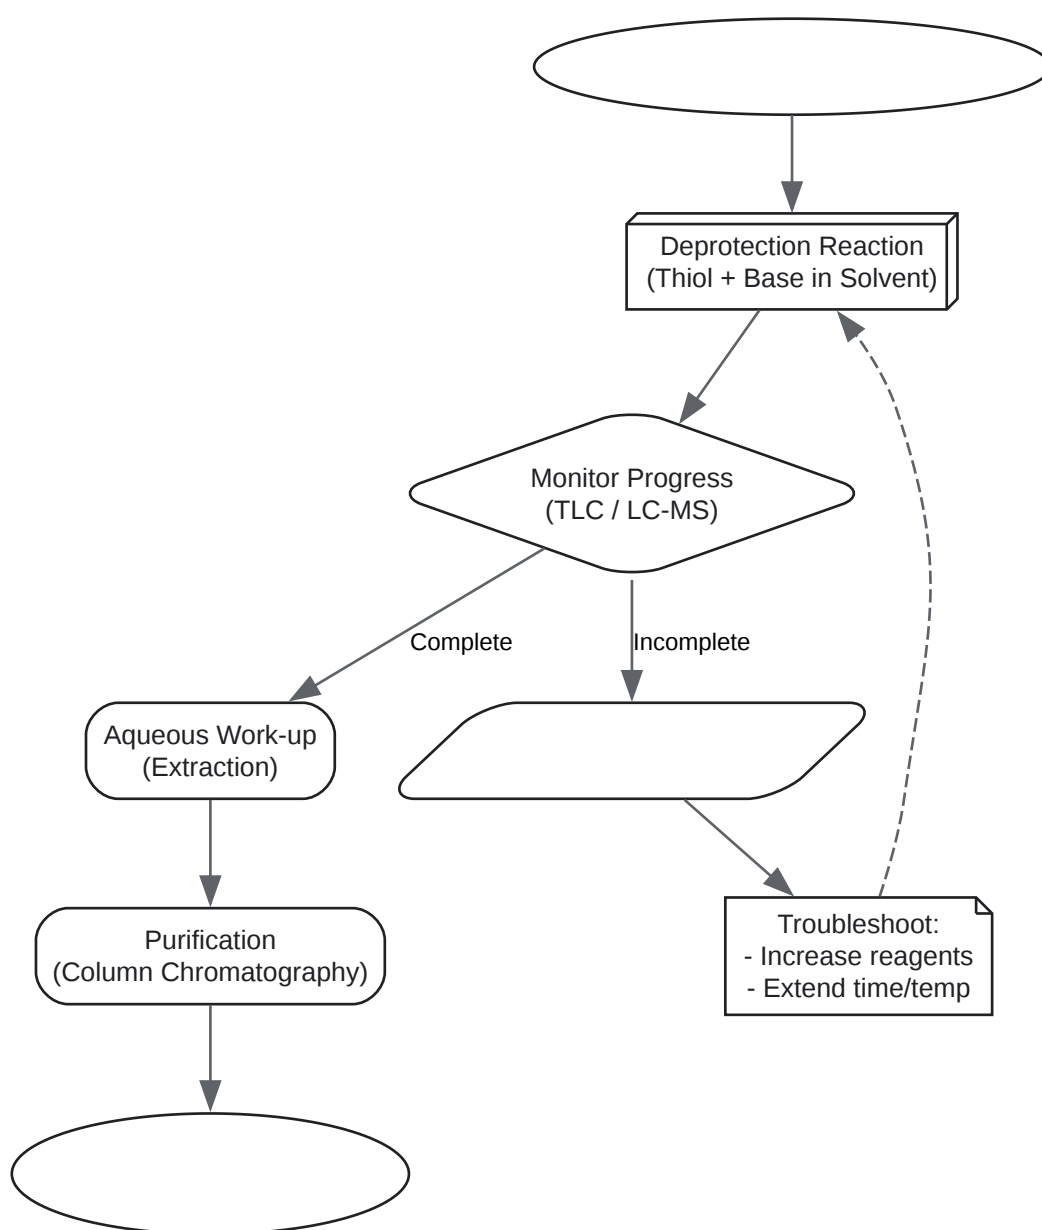 Deprotection Reaction
(Thiol + Base in Solvent)
Monitor Progress
(TLC / LC-MS)
Complete
Incomplete
Aqueous Work-up
(Extraction)
Purification
(Column Chromatography)
Troubleshoot:
- Increase reagents
- Extend time/temp